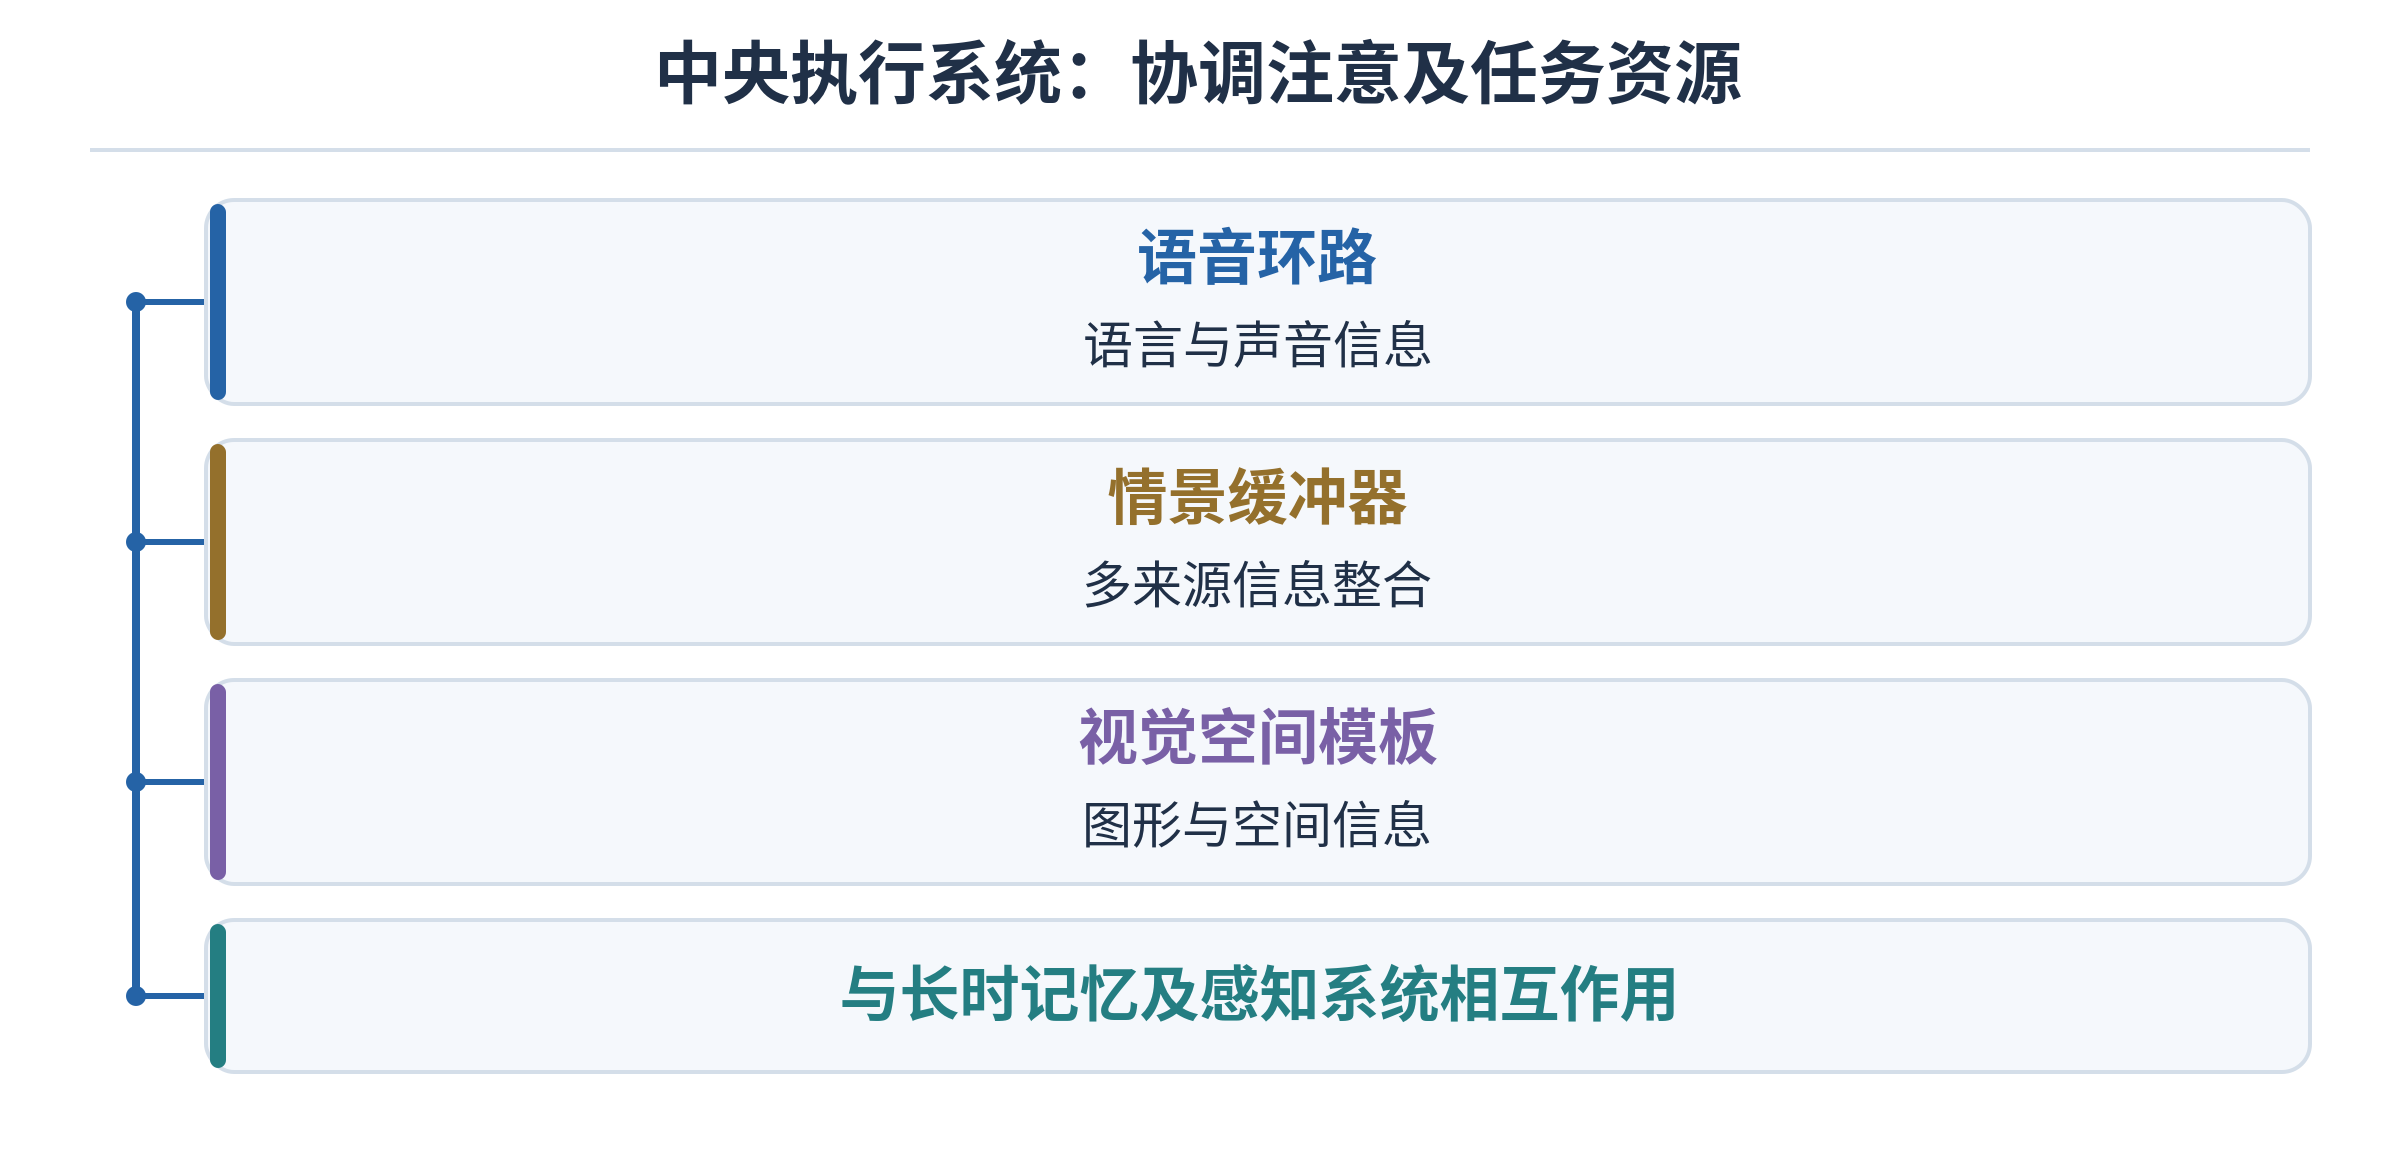 中央执行系统：协调注意及任务资源
语音环路
语言与声音信息
情景缓冲器
多来源信息整合
视觉空间模板
图形与空间信息
与长时记忆及感知系统相互作用